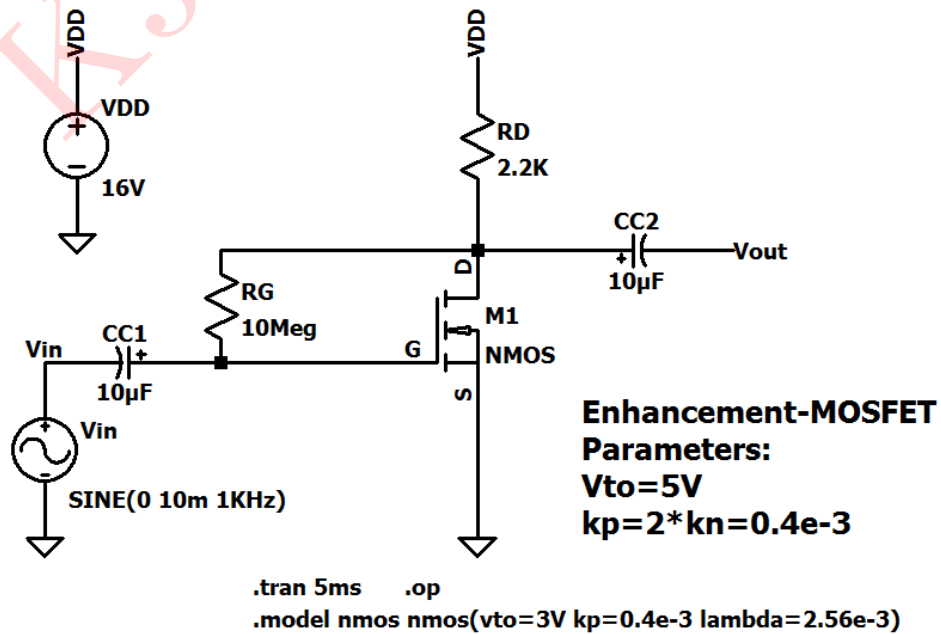 VDD
VDD
VDD
16V
RD
2.2K
CC2
10µF
Vout
D
RG
10Meg
M1
NMOS
G
S
CC1
10µF
Vin
Vin
SINE(0 10m 1KHz)
Enhancement-MOSFET
Parameters:
Vto=5V
kp=2*kn=0.4e-3
.tran 5ms .op
.model nmos nmos(vto=3V kp=0.4e-3 lambda=2.56e-3)